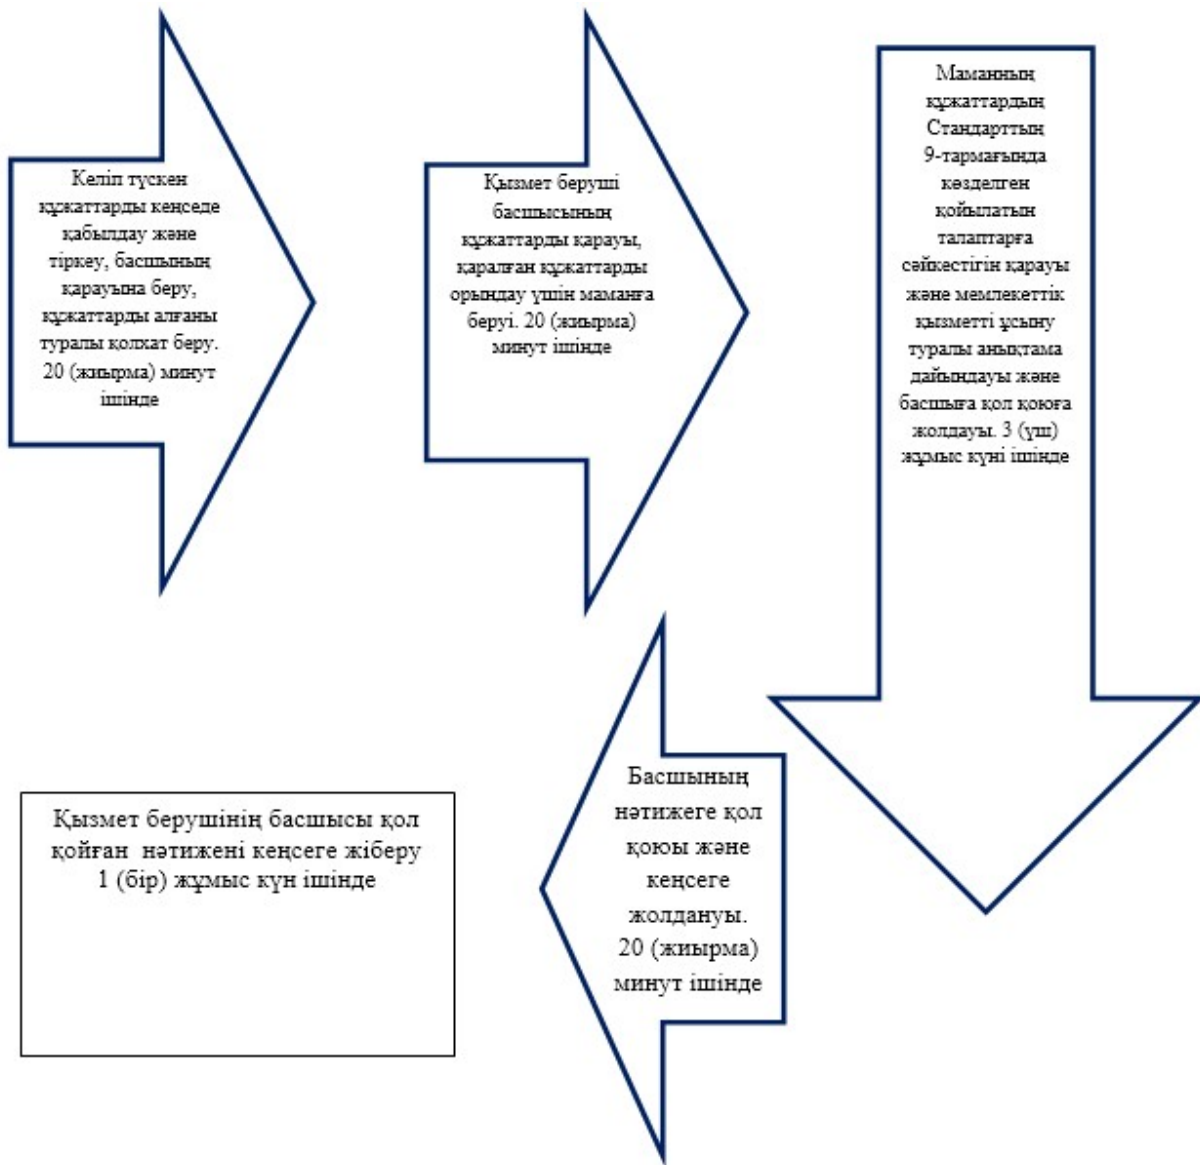 Келіп түскен
құжаттарды кеңседе
қабылдау және
тіркеу, басшының
қарауына беру,
құжаттарды алғаны
туралы қолхат беру.
20 (жиырма) минут
ішінде
Қызмет беруші
басшысының
құжаттарды қарауы,
қаралған құжаттарды
орындау үшін маманға
беруі. 20 (жиырма)
минут ішінде
Маманның
құжаттардың
Стандарттың
9-тармағында
көзделген
қойылатын
талаптарға
сәйкестігін қарауы
және мемлекеттік
қызметті ұсыну
туралы анықтама
дайындауы және
басшыға қол қоюға
жолдауы. 3 (үш)
жұмыс күні ішінде
Басшының
нәтижеге қол
қоюы және
кеңсеге
жолдануы.
20 (жиырма)
минут ішінде
Қызмет берушінің басшысы қол
қойған нәтижені кеңсеге жіберу
1 (бір) жұмыс күн ішінде